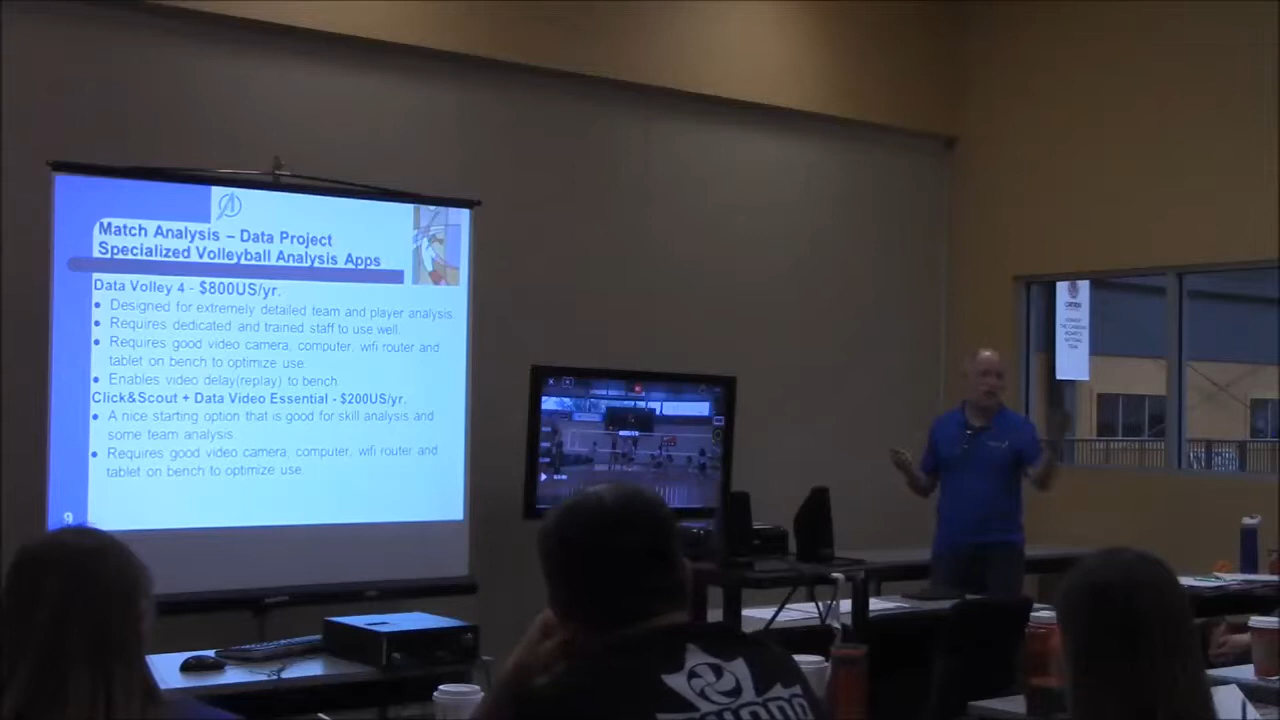 Match Analysis – Data Project
Specialized Volleyball Analysis Apps
Data Volley 4 - $800US/yr.
● Designed for extremely detailed team and player analysis.
● Requires dedicated and trained staff to use well.
● Requires good video camera, computer, wifi router and
tablet on bench to optimize use.
● Enables video delay(replay) to bench.
Click&Scout + Data Video Essential - $200US/yr.
● A nice starting option that is good for skill analysis and
some team analysis.
● Requires good video camera, computer, wifi router and
tablet on bench to optimize use.
9